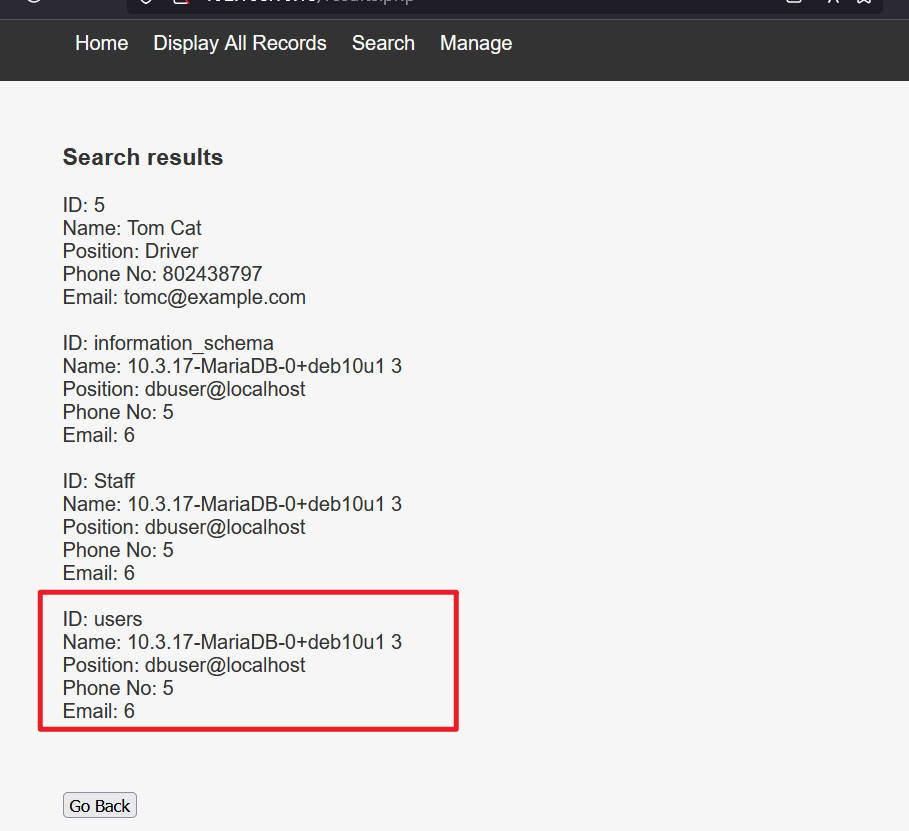 Home Display All Records Search Manage
Search results
ID: 5
Name: Tom Cat
Position: Driver
Phone No: 802438797
Email: tomc@example.com
ID: information_schema
Name: 10.3.17-MariaDB-0+deb10u1 3
Position: dbuser@localhost
Phone No: 5
Email: 6
ID: Staff
Name: 10.3.17-MariaDB-0+deb10u1 3
Position: dbuser@localhost
Phone No: 5
Email: 6
ID: users
Name: 10.3.17-MariaDB-0+deb10u1 3
Position: dbuser@localhost
Phone No: 5
Email: 6
Go Back